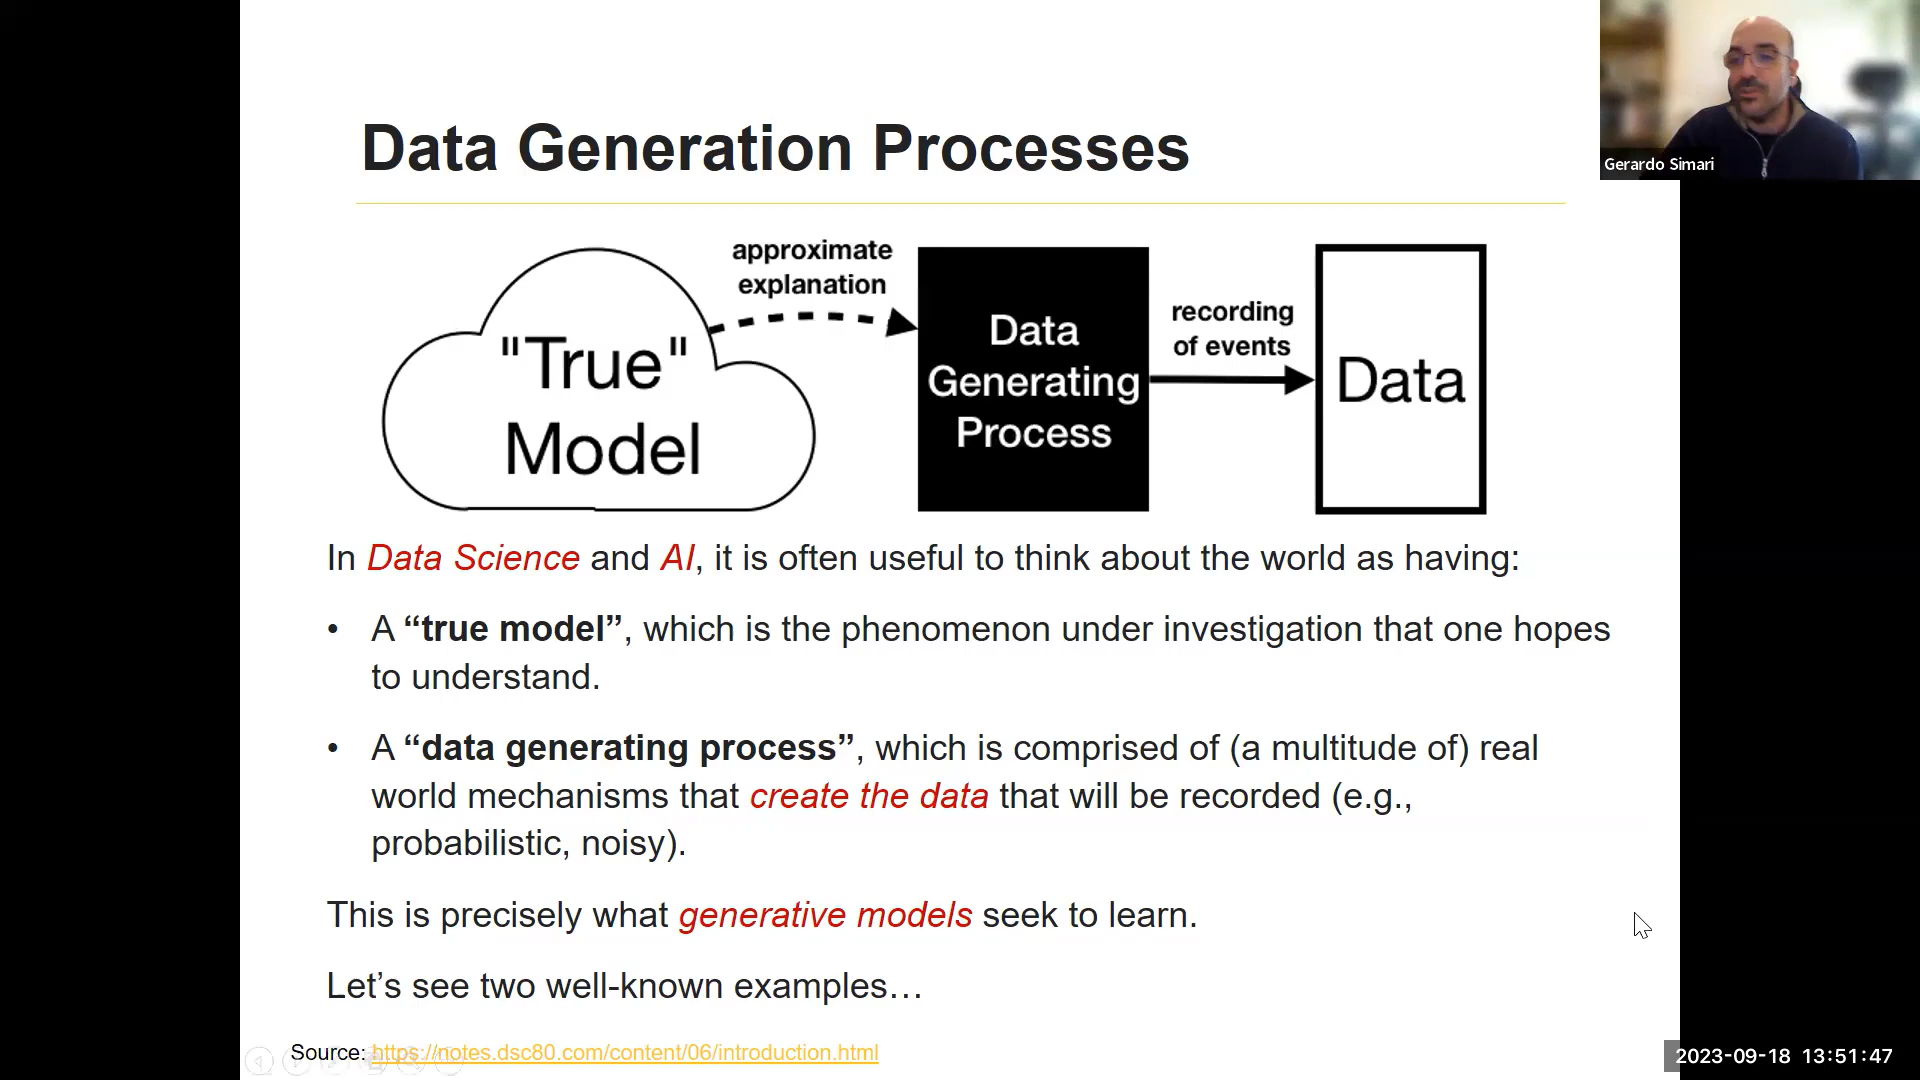 Data Generation Processes
Gerardo Simari
"True"
Model
approximate
explanation
Data
Generating
Process
recording
of events
Data
In Data Science and AI, it is often useful to think about the world as having:
• A “true model”, which is the phenomenon under investigation that one hopes
to understand.
• A “data generating process”, which is comprised of (a multitude of) real
world mechanisms that create the data that will be recorded (e.g.,
probabilistic, noisy).
This is precisely what generative models seek to learn.
Let’s see two well-known examples…
Source: https://notes.dsc80.com/content/06/introduction.html
2023-09-18 13:51:47